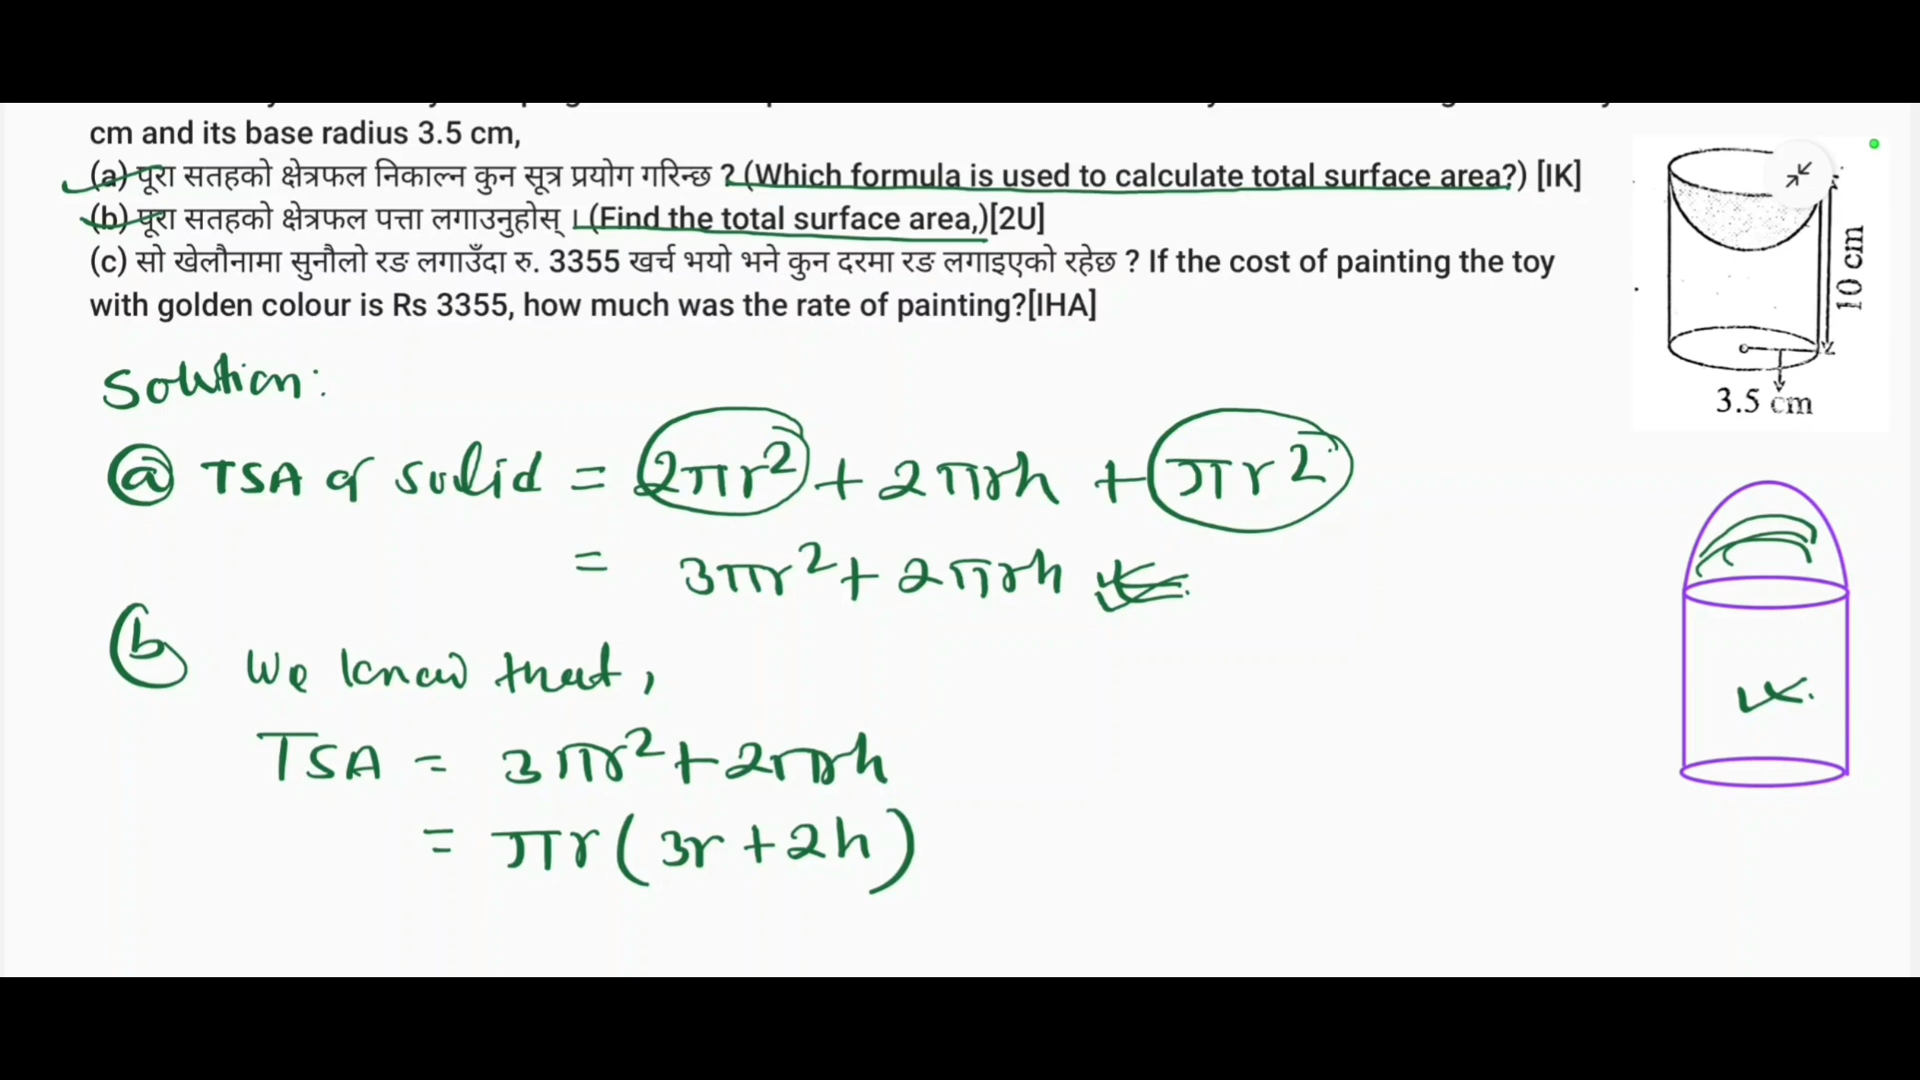 cm and its base radius 3.5 cm,
(a) पूरा सतहको क्षेत्रफल निकाल्न कुन सूत्र प्रयोग गरिन्छ ? (Which formula is used to calculate total surface area?) [IK]
(b) पूरा सतहको क्षेत्रफल पत्ता लगाउनुहोस् । (Find the total surface area,)[2U]
(c) सो खेलौनामा सुनौलो रङ लगाउँदा रु. 3355 खर्च भयो भने कुन दरमा रङ लगाइएको रहेछ ? If the cost of painting the toy
with golden colour is Rs 3355, how much was the rate of painting?[IHA]
10 cm
3.5 cm
Solution:
(a) TSA of solid = 2πr² + 2πrh + πr²
= 3πr² + 2πrh
(b) We know that,
TSA = 3πr² + 2πrh
= πr(3r + 2h)